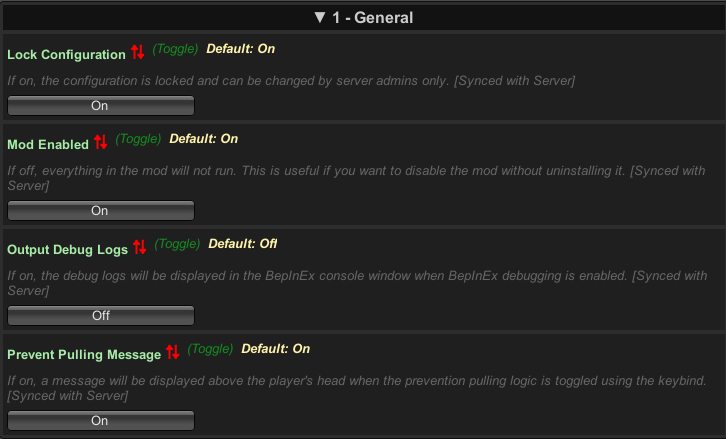 ▼ 1 - General
Lock Configuration (Toggle) Default: On
If on, the configuration is locked and can be changed by server admins only. [Synced with Server]
On
Mod Enabled (Toggle) Default: On
If off, everything in the mod will not run. This is useful if you want to disable the mod without uninstalling it. [Synced with
Server]
On
Output Debug Logs (Toggle) Default: Off
If on, the debug logs will be displayed in the BepInEx console window when BepInEx debugging is enabled. [Synced with
Server]
Off
Prevent Pulling Message (Toggle) Default: On
If on, a message will be displayed above the player's head when the prevention pulling logic is toggled using the keybind.
[Synced with Server]
On